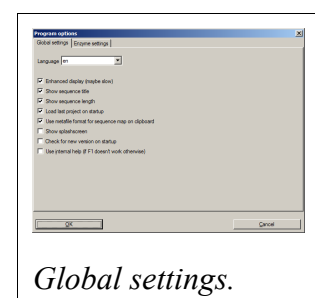 Program options
Global settings
Enzyme settings
Language en
Enhanced display (maybe slow)
Show sequence title
Show sequence length
Load last project on startup
Use metafile format for sequence map on clipboard
Show splashscreen
Check for new version on startup
Use internal help (if F1 doesn't work otherwise)
OK
Cancel
Global settings.